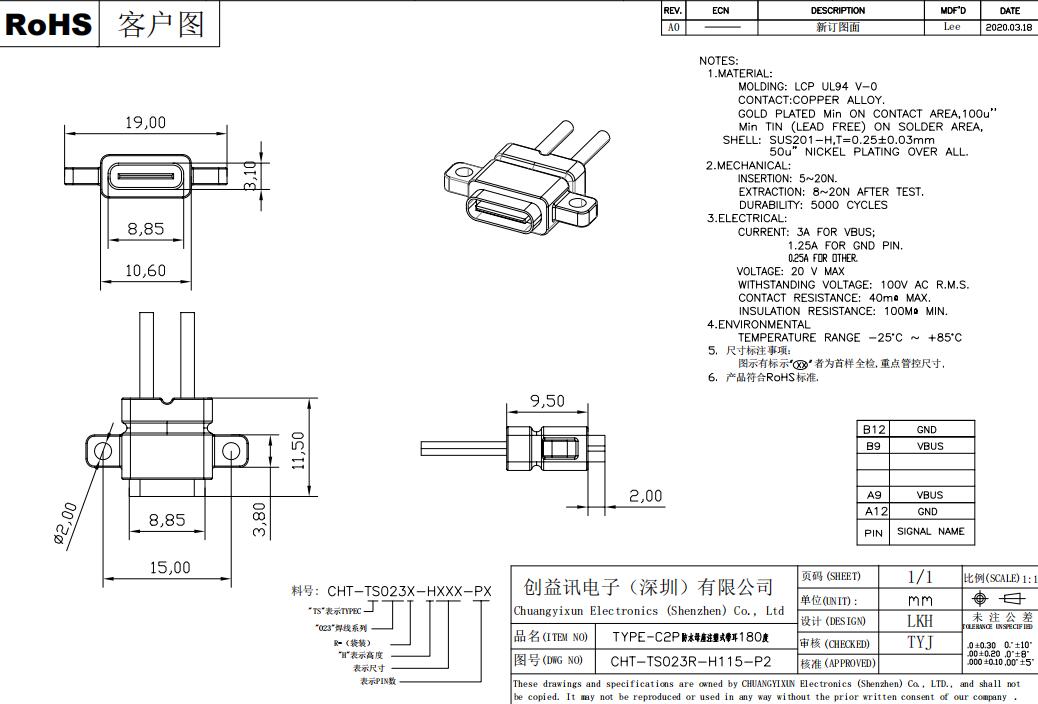 RoHS 客户图
REV. ECN DESCRIPTION MDF'D DATE
A0 新订图面 Lee 2020.03.18
NOTES:
1.MATERIAL:
MOLDING: LCP UL94 V-0
CONTACT:COPPER ALLOY.
GOLD PLATED Min ON CONTACT AREA,100u"
Min TIN (LEAD FREE) ON SOLDER AREA,
SHELL: SUS201-H,T=0.25±0.03mm
50u" NICKEL PLATING OVER ALL.
2.MECHANICAL:
INSERTION: 5~20N.
EXTRACTION: 8~20N AFTER TEST.
DURABILITY: 5000 CYCLES
3.ELECTRICAL:
CURRENT: 3A FOR VBUS;
1.25A FOR GND PIN.
0.25A FOR OTHER.
VOLTAGE: 20 V MAX
WITHSTANDING VOLTAGE: 100V AC R.M.S.
CONTACT RESISTANCE: 40mΩ MAX.
INSULATION RESISTANCE: 100MΩ MIN.
4.ENVIRONMENTAL
TEMPERATURE RANGE -25°C ~ +85°C
5. 尺寸标注事项:
图示有标示"XX"者为首样全检,重点管控尺寸.
6. 产品符合RoHS标准.
19,00
3,10
8,85
10,60
9,50
11,50
2,00
ø2,00
8,85
3,80
15,00
B12 GND
B9 VBUS
A9 VBUS
A12 GND
PIN SIGNAL NAME
料号: CHT-TS023X-HXXX-PX
"TS"表示TYPEC
"023"焊线系列
R-(袋装)
"H"表示高度
表示尺寸
表示PIN数
创益讯电子（深圳）有限公司
Chuangyixun Electronics (Shenzhen) Co., Ltd
品名(ITEM NO) TYPE-C2P防水母座注塑式带耳180度
图号(DWG NO) CHT-TS023R-H115-P2
页码(SHEET) 1/1 比例(SCALE) 1:1
单位(UNIT): mm
设计(DESIGN) LKH 未注公差
TOLERANCE UNSPECIFIED
审核(CHECKED) TYJ .0±0.30 0.°±10°
.00±0.20 .0°±8°
核准(APPROVED) .000±0.10 .00°±5°
These drawings and specifications are owned by CHUANGYIXUN Electronics (Shenzhen) Co., LTD., and shall not
be copied. It may not be reproduced or used in any way without the prior written consent of our company .